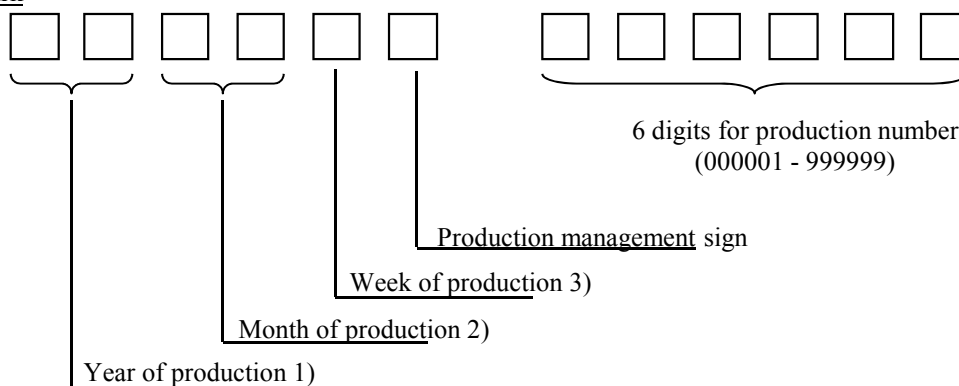 6 digits for production number
(000001 - 999999)
Production management sign
Week of production 3)
Month of production 2)
Year of production 1)